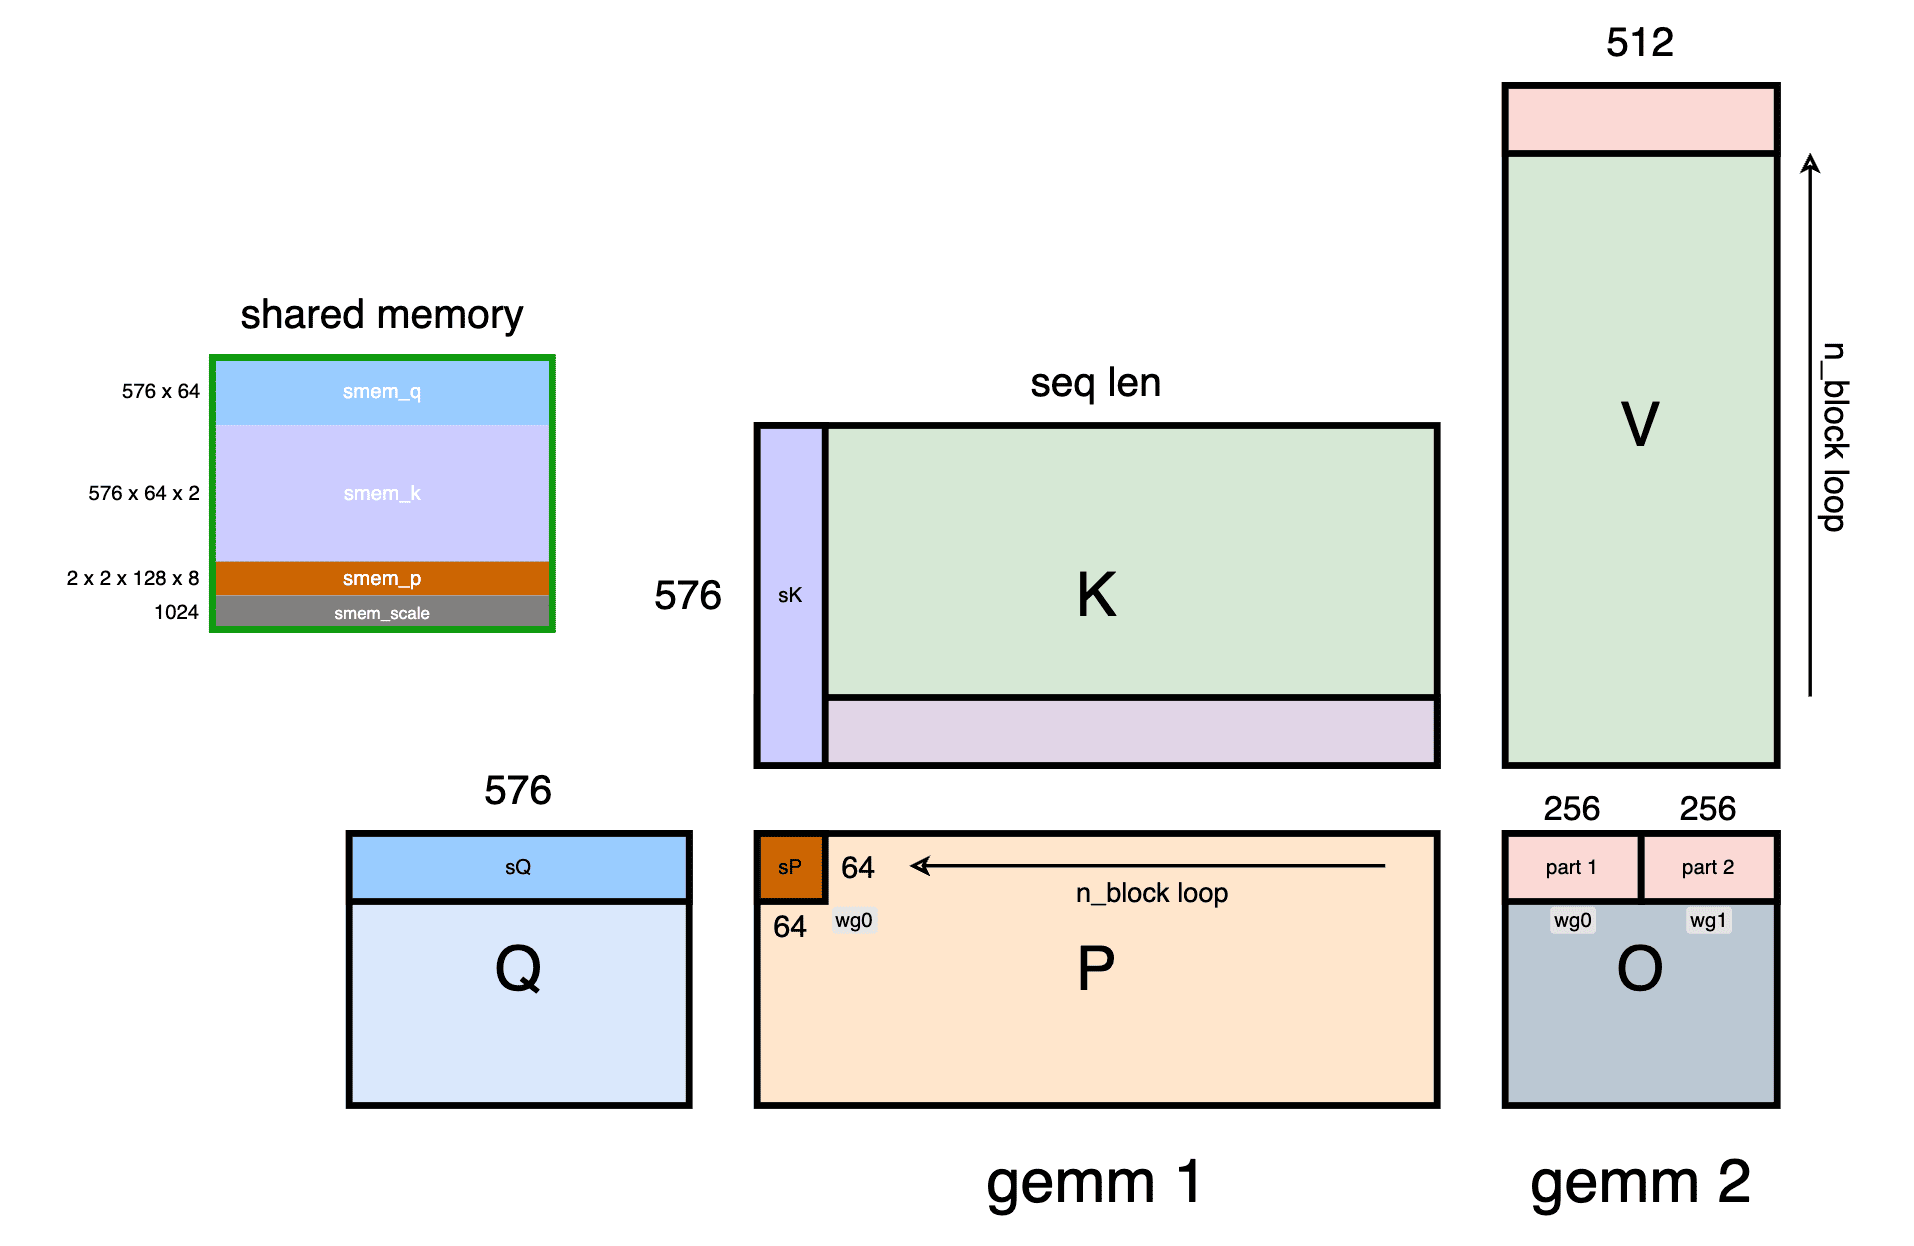 512
n_block loop
V
shared memory
576 x 64
smem_q
576 x 64 x 2
smem_k
2 x 2 x 128 x 8
smem_p
1024
smem_scale
seq len
576
sK
K
576
sQ
Q
sP
64
n_block loop
64
wg0
P
256
256
part 1
part 2
wg0
wg1
O
gemm 1
gemm 2